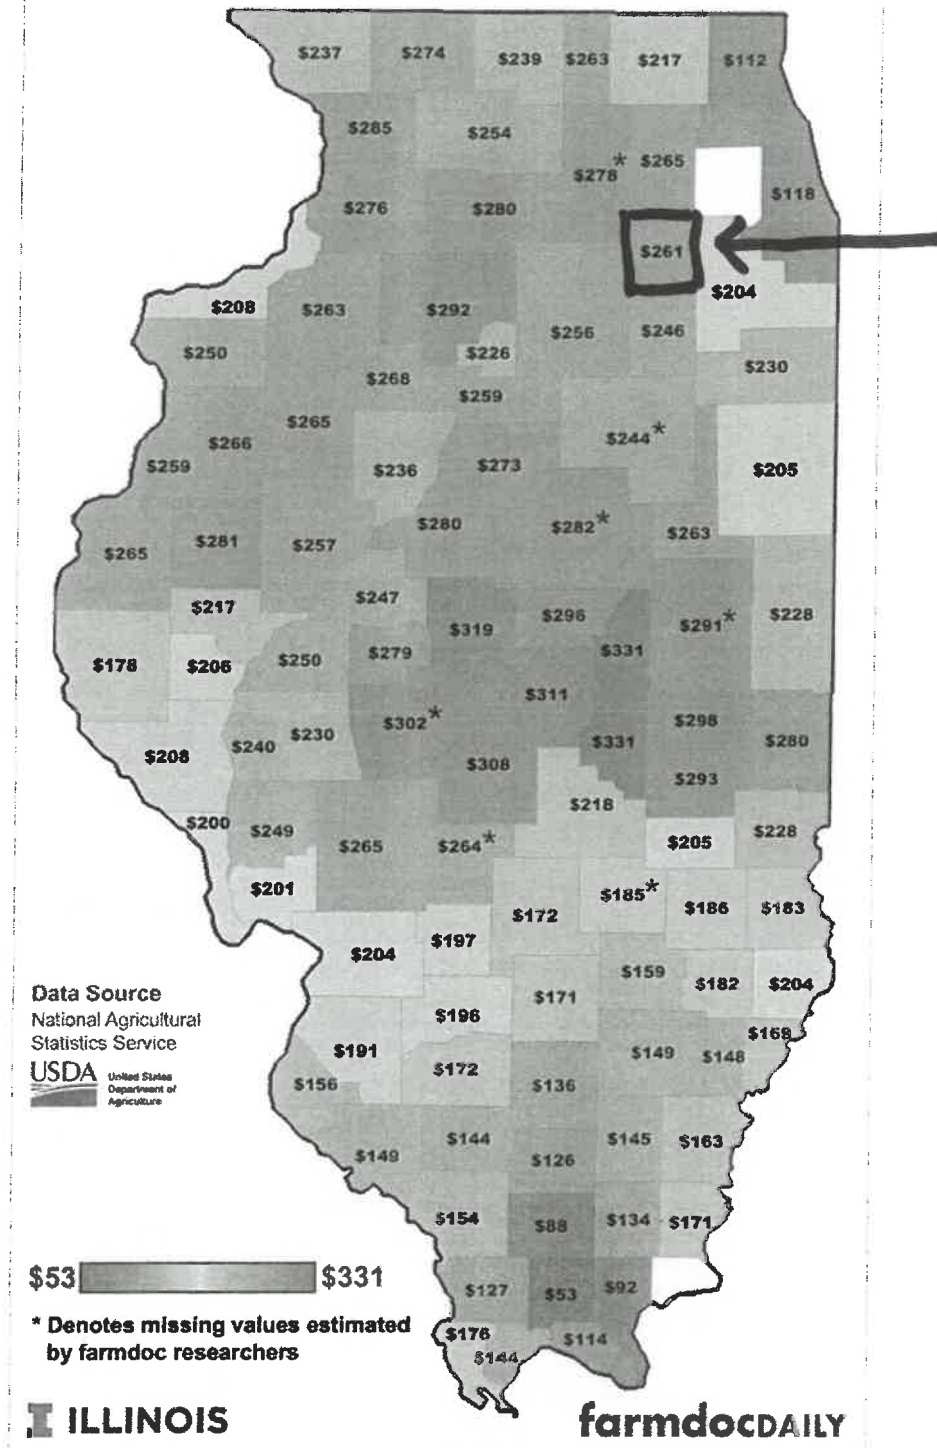 $237 $274 $239 $263 $217 $112
$285 $254
$278* $265
$276 $280 $118
$261
$208 $263 $292 $204
$250 $226 $256 $246
$268 $259 $230
$265 $244*
$259 $266 $236 $273 $205
$265 $281 $257 $280 $282* $263
$217 $247 $319 $296 $291* $228
$178 $206 $250 $279 $331
$302* $311 $298
$208 $240 $230 $308 $331 $280
$293
$200 $249 $218 $228
$265 $264* $205
$201 $185* $186 $183
$172
$204 $197
$159 $182 $204
$171
$196 $168
$191 $149 $148
$156 $172 $136
$149 $144 $126 $145 $163
$154 $88 $134 $171
$127 $53 $92
$176 $114
$144
Data Source
National Agricultural
Statistics Service
USDA
United States
Department of
Agriculture
$53 $331
* Denotes missing values estimated
by farmdoc researchers
I ILLINOIS
farmdocDAILY